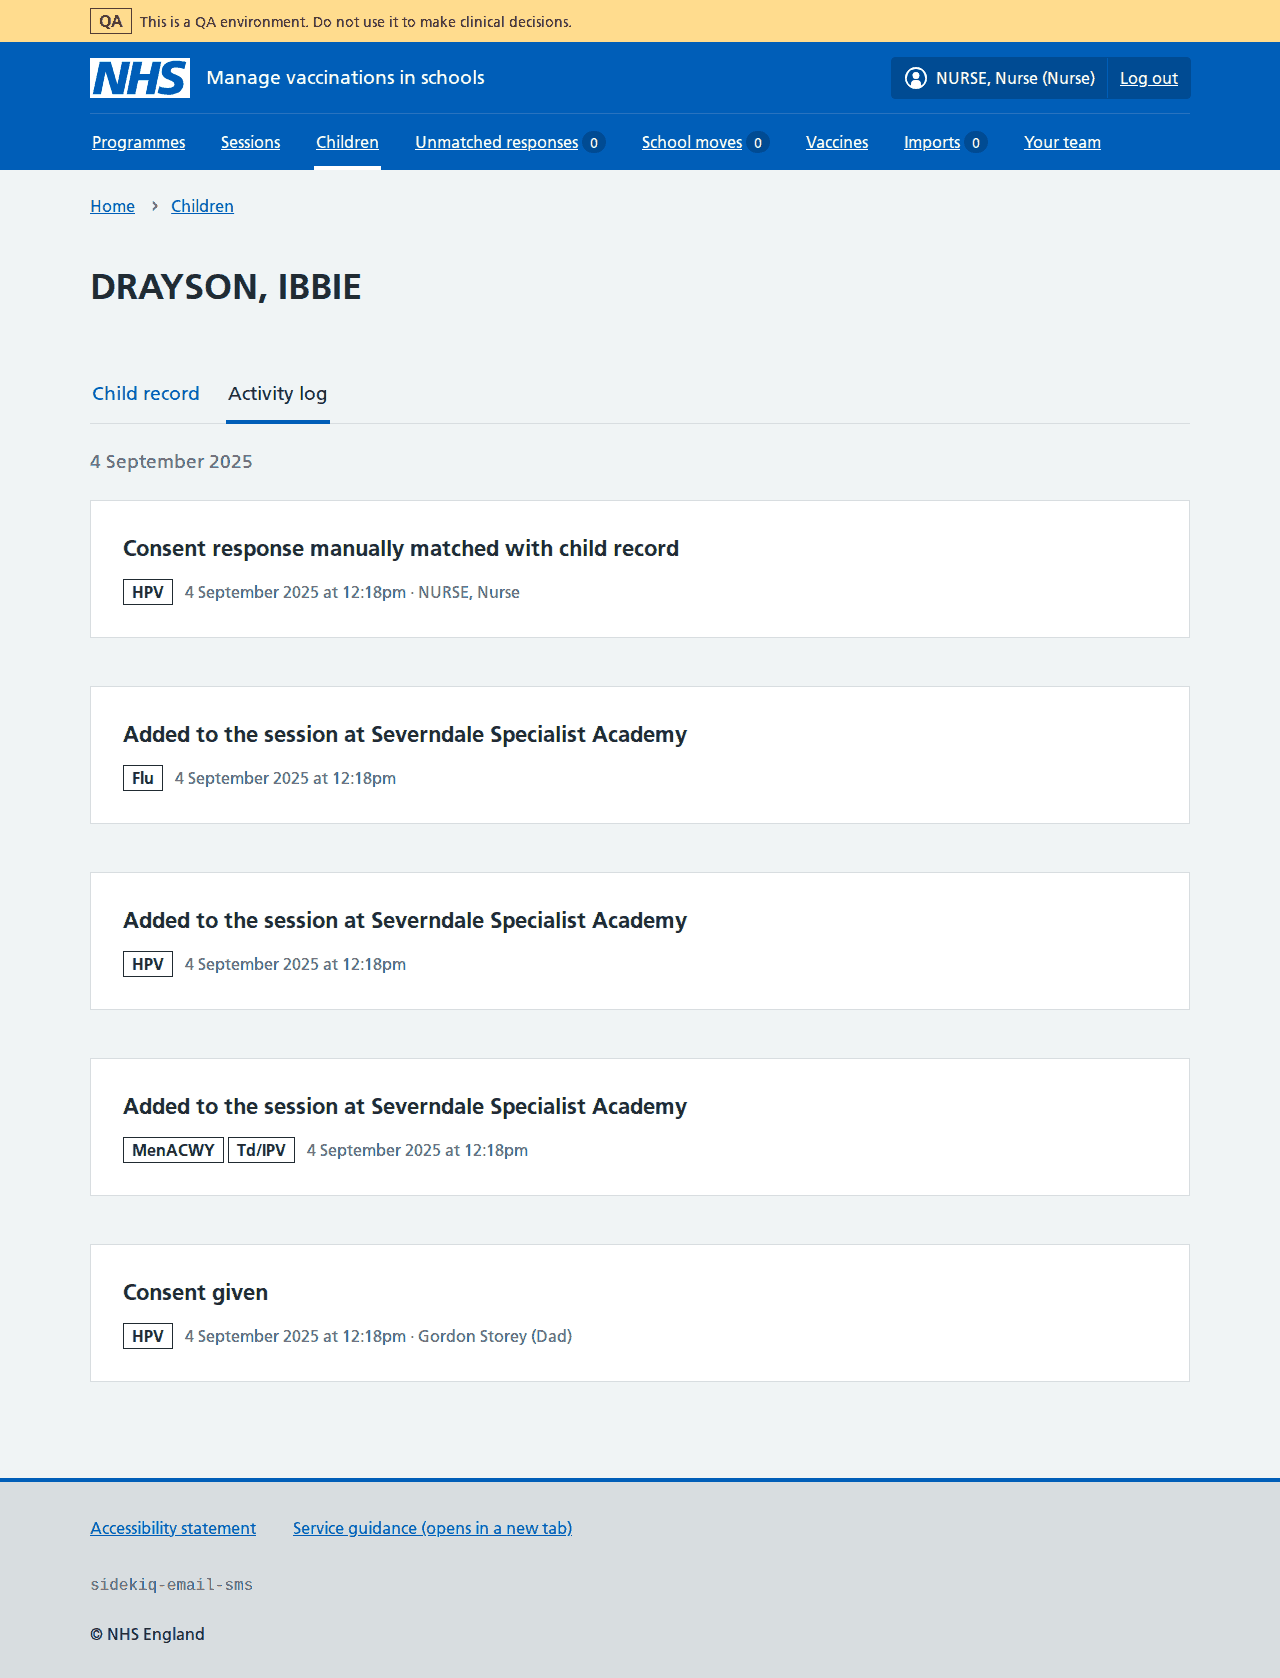 QA This is a QA environment. Do not use it to make clinical decisions.
NHS Manage vaccinations in schools NURSE, Nurse (Nurse) Log out
Programmes Sessions Children Unmatched responses 0 School moves 0 Vaccines Imports 0 Your team
Home › Children
DRAYSON, IBBIE
Child record Activity log
4 September 2025
Consent response manually matched with child record
HPV 4 September 2025 at 12:18pm · NURSE, Nurse
Added to the session at Severndale Specialist Academy
Flu 4 September 2025 at 12:18pm
Added to the session at Severndale Specialist Academy
HPV 4 September 2025 at 12:18pm
Added to the session at Severndale Specialist Academy
MenACWY Td/IPV 4 September 2025 at 12:18pm
Consent given
HPV 4 September 2025 at 12:18pm · Gordon Storey (Dad)
Accessibility statement Service guidance (opens in a new tab)
sidekiq-email-sms
© NHS England